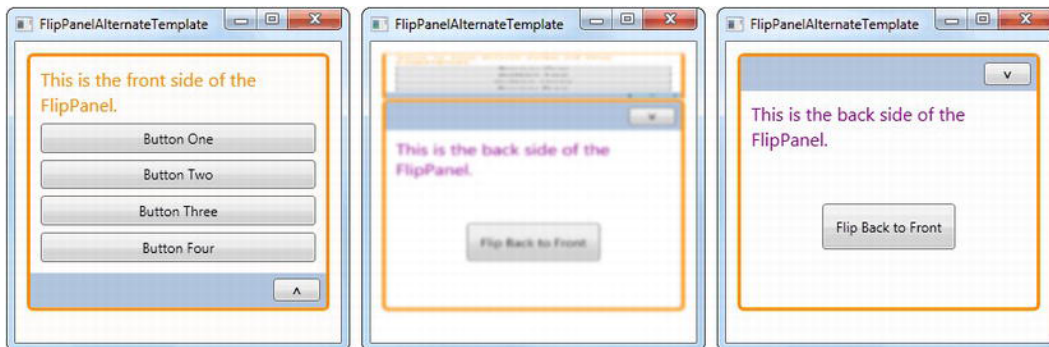 FlipPanelAlternateTemplate
This is the front side of the
FlipPanel.
Button One
Button Two
Button Three
Button Four
^
FlipPanelAlternateTemplate
v
This is the back side of the
FlipPanel.
Flip Back to Front
FlipPanelAlternateTemplate
v
This is the back side of the
FlipPanel.
Flip Back to Front